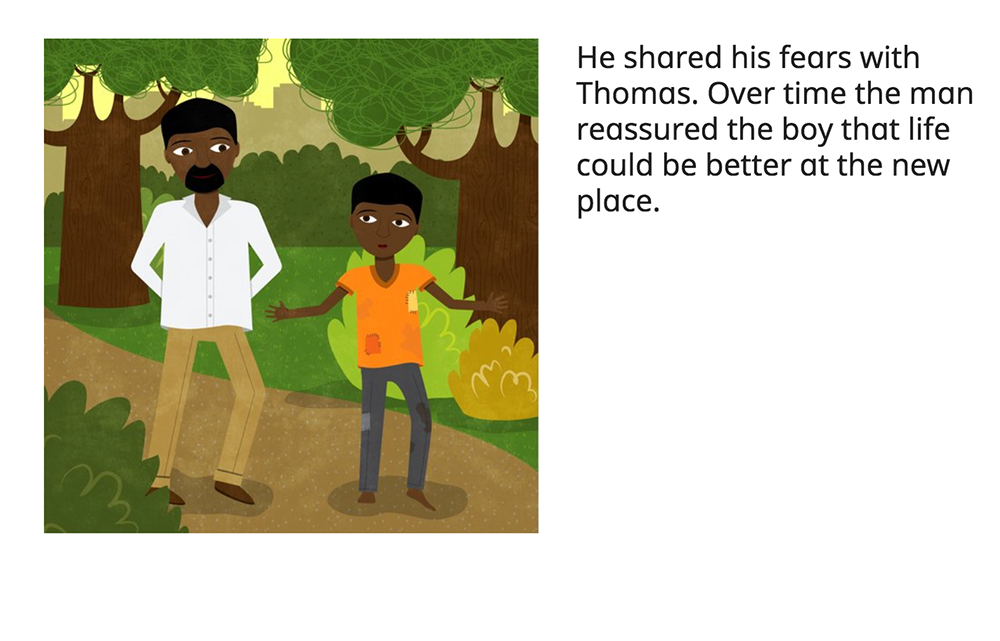 He shared his fears with
Thomas. Over time the man
reassured the boy that life
could be better at the new
place.